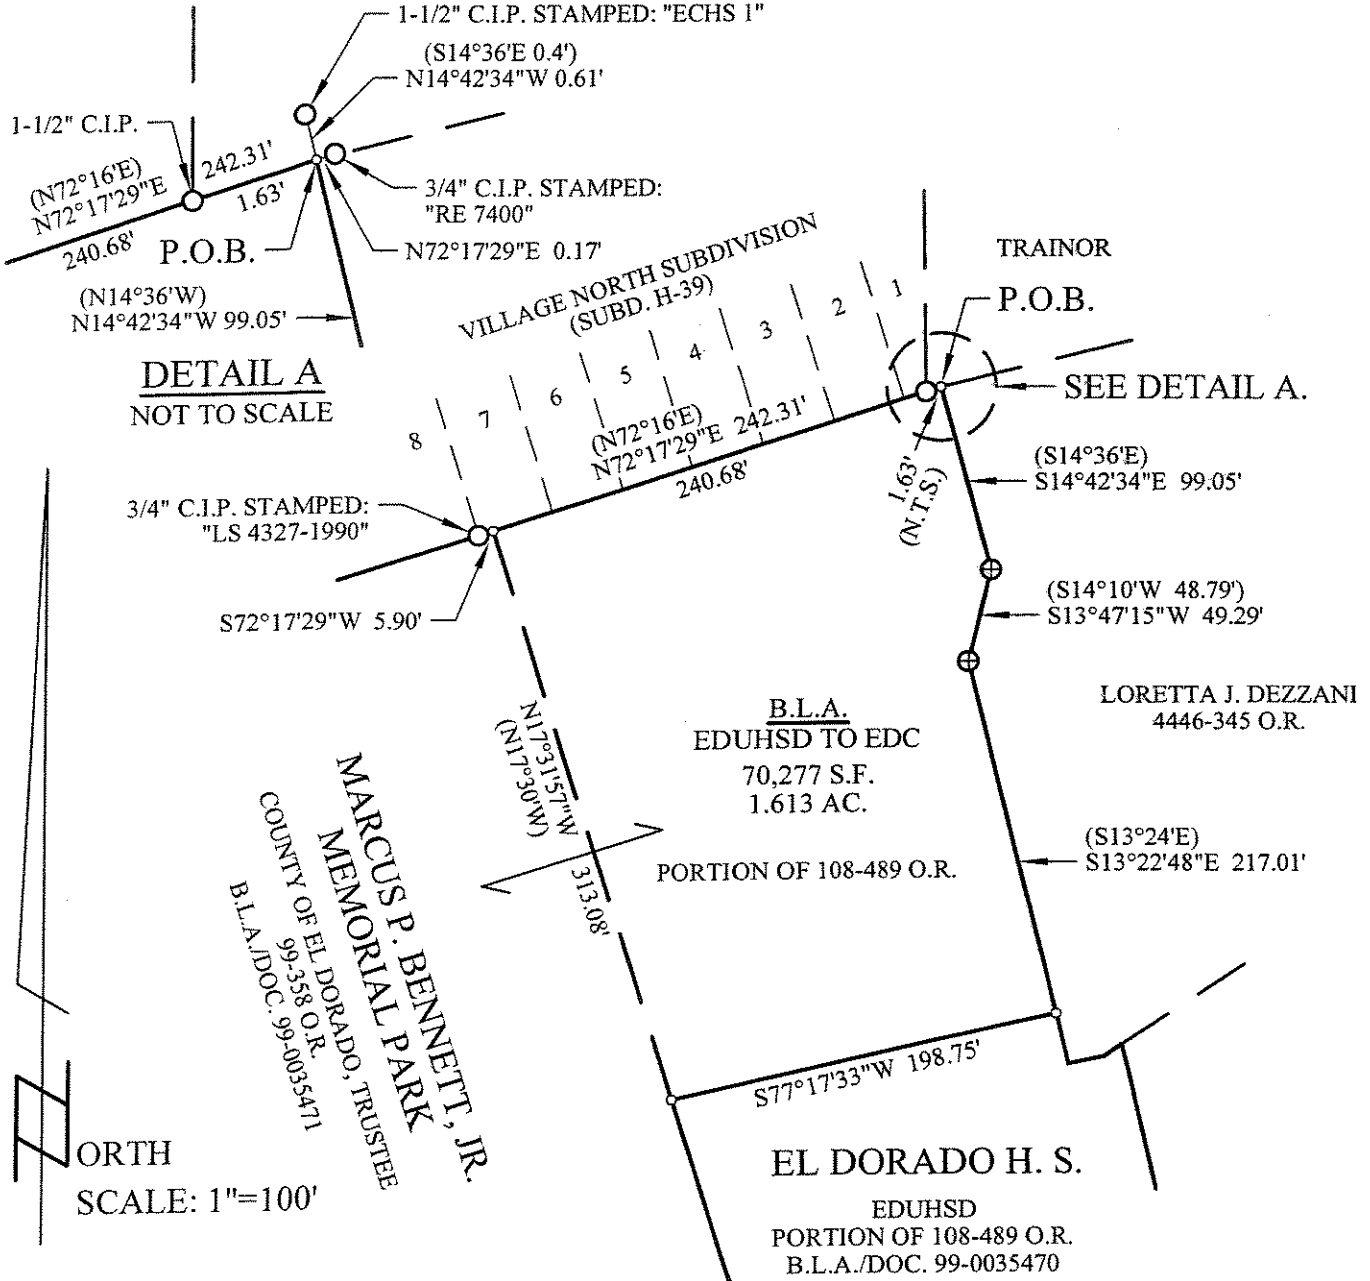 1-1/2" C.I.P. STAMPED: "ECHS 1"
(S14°36'E 0.4')
N14°42'34"W 0.61'
1-1/2" C.I.P.
(N72°16'E)
N72°17'29"E
242.31'
1.63'
240.68'
3/4" C.I.P. STAMPED:
"RE 7400"
P.O.B.
N72°17'29"E 0.17'
(N14°36'W)
N14°42'34"W 99.05'
DETAIL A
NOT TO SCALE
VILLAGE NORTH SUBDIVISION
(SUBD. H-39)
TRAINOR
P.O.B.
SEE DETAIL A.
8
7
6
5
4
3
2
1
(N72°16'E)
N72°17'29"E 242.31'
240.68'
1.63'
(N.T.S.)
(S14°36'E)
S14°42'34"E 99.05'
3/4" C.I.P. STAMPED:
"LS 4327-1990"
S72°17'29"W 5.90'
(S14°10'W 48.79')
S13°47'15"W 49.29'
LORETTA J. DEZZANI
4446-345 O.R.
B.L.A.
EDUHSD TO EDC
70,277 S.F.
1.613 AC.
PORTION OF 108-489 O.R.
N17°31'57"W
(N17°30'W)
313.08'
(S13°24'E)
S13°22'48"E 217.01'
MARCUS P. BENNETT, JR.
MEMORIAL PARK
COUNTY OF EL DORADO, TRUSTEE
99-358 O.R.
B.L.A./DOC. 99-0035471
S77°17'33"W 198.75'
EL DORADO H. S.
EDUHSD
PORTION OF 108-489 O.R.
B.L.A./DOC. 99-0035470
NORTH
SCALE: 1"=100'